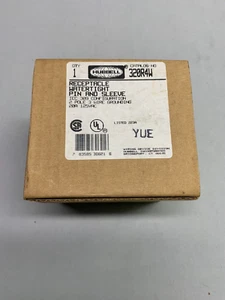 QTY
1
HUBBELL
CATALOG NO
320R4W
RECEPTACLE
WATERTIGHT
PIN AND SLEEVE
IEC 309 CONFIGURATION
2 POLE 3 WIRE GROUNDING
20A 125VAC
YUE